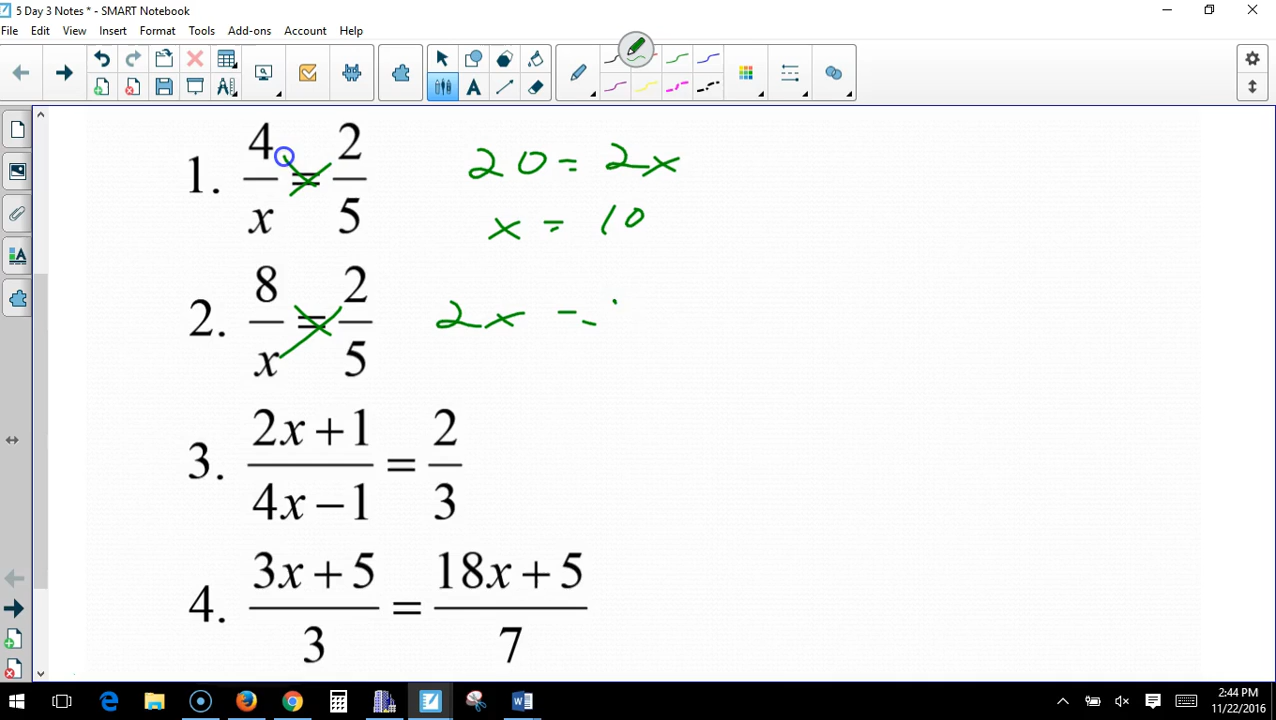 5 Day 3 Notes * - SMART Notebook
File Edit View Insert Format Tools Add-ons Account Help
1. 4/x = 2/5 20 = 2x
x = 10
2. 8/x = 2/5 2x =
3. (2x + 1)/(4x − 1) = 2/3
4. (3x + 5)/3 = (18x + 5)/7
2:44 PM
11/22/2016